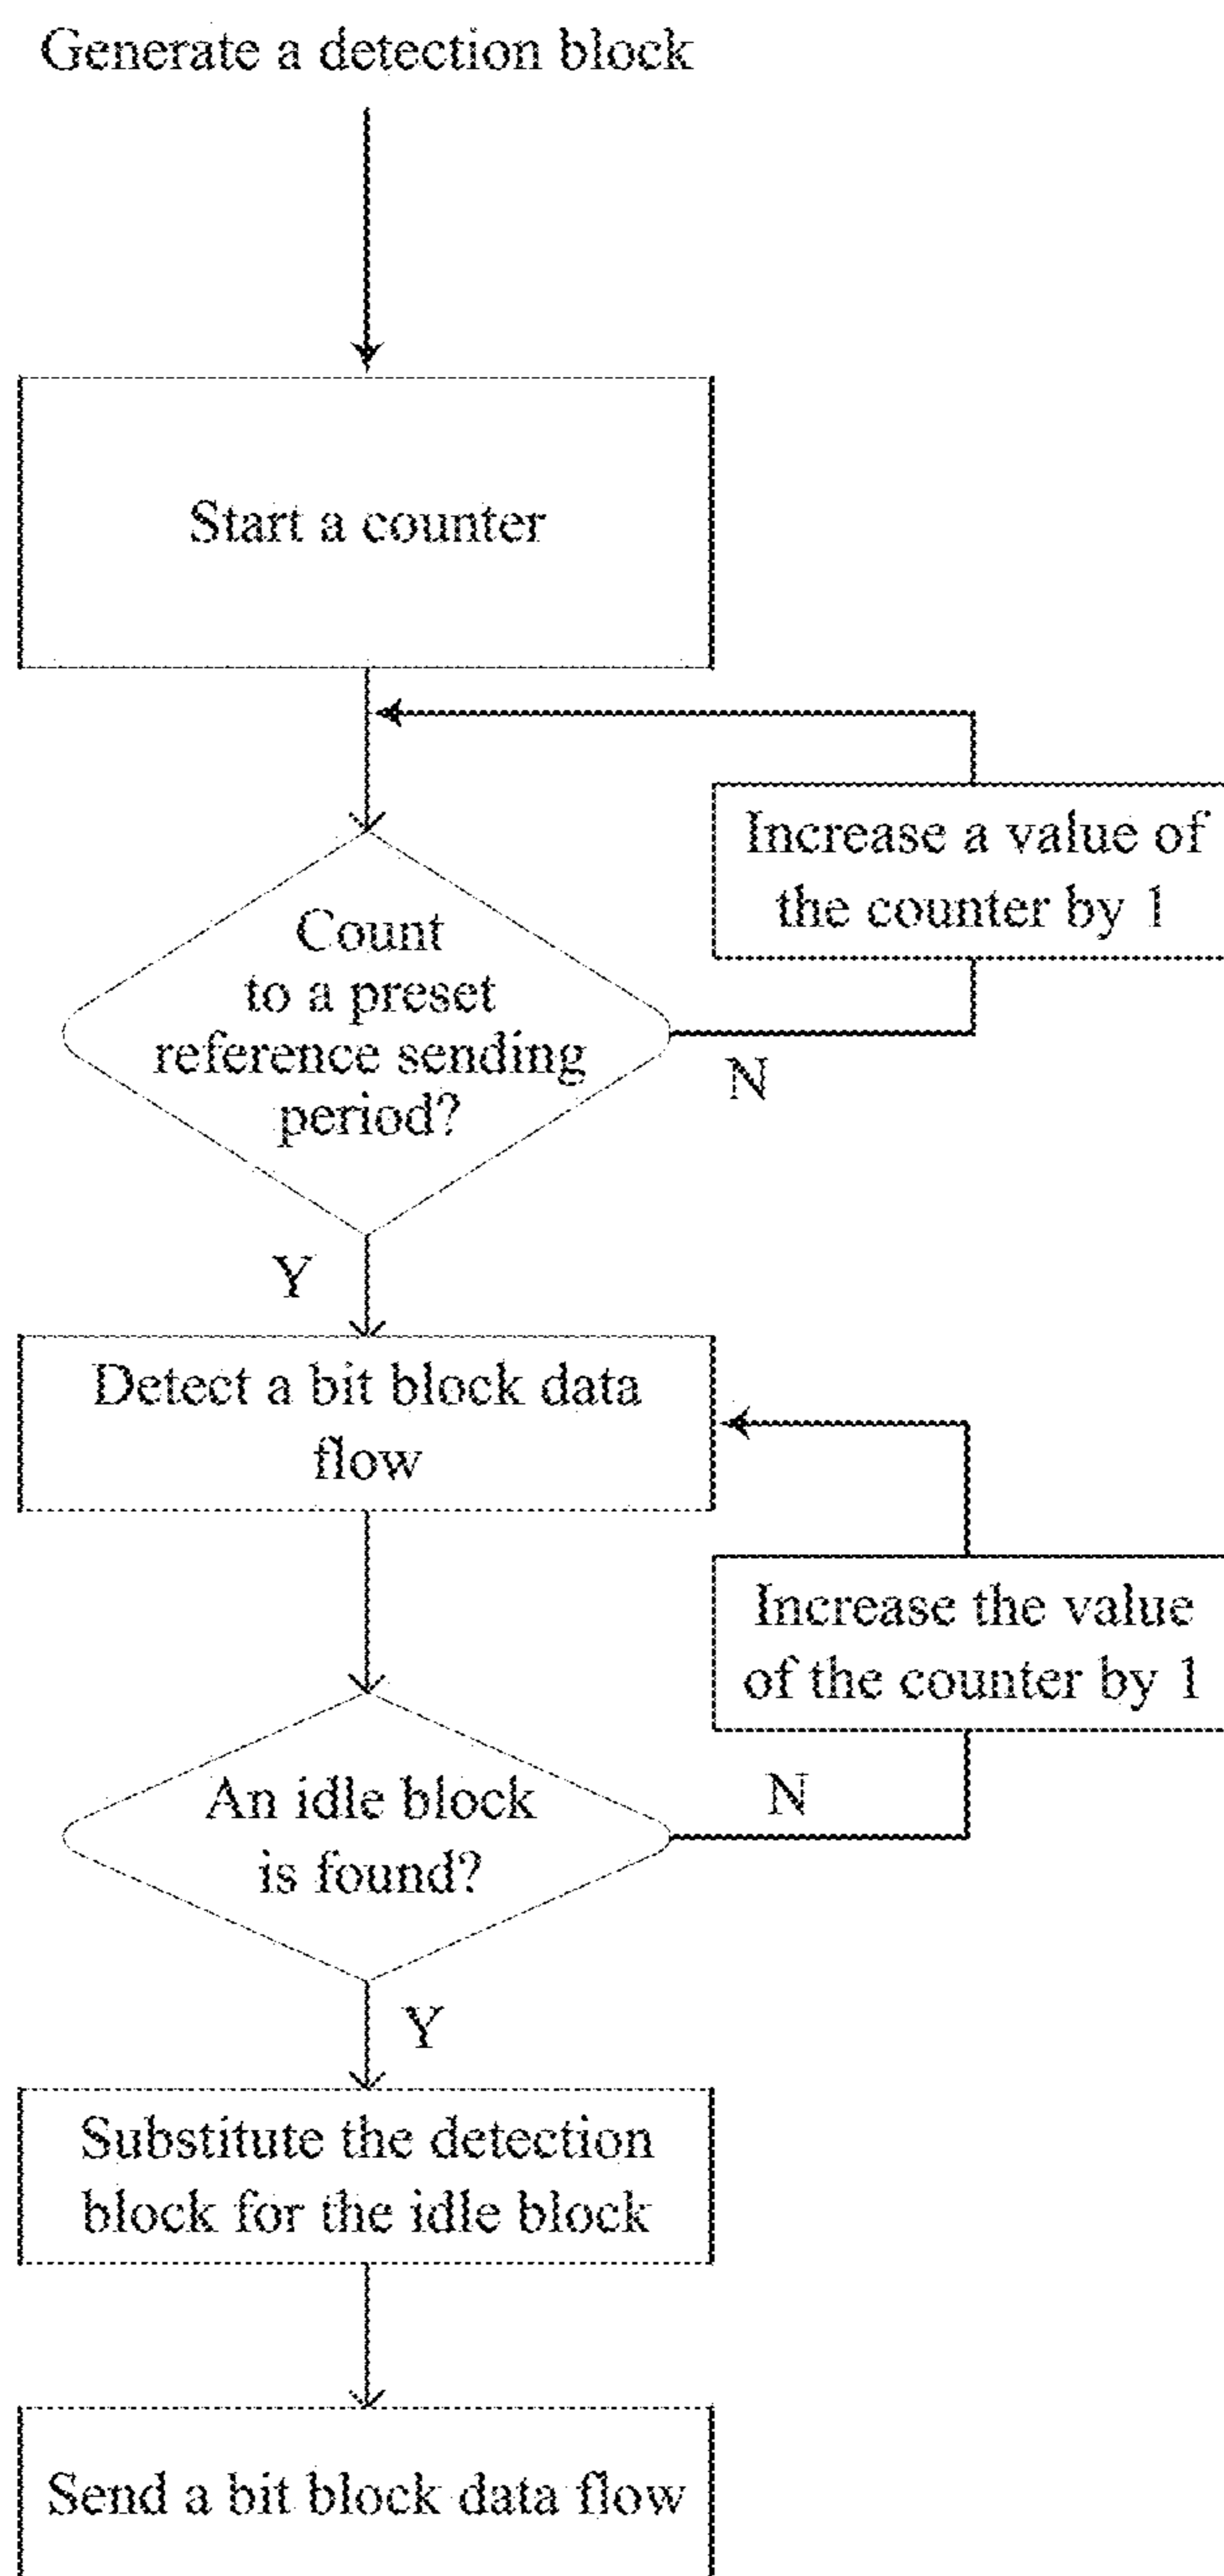 Generate a detection block
Start a counter
Increase a value of
the counter by 1
Count
to a preset
reference sending
period?
N
Y
Detect a bit block data
flow
Increase the value
of the counter by 1
An idle block
is found?
N
Y
Substitute the detection
block for the idle block
Send a bit block data flow